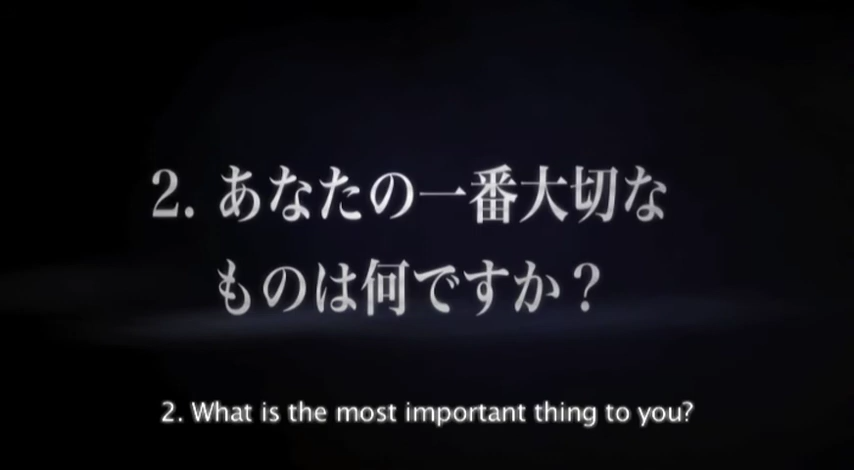 2. あなたの一番大切な
ものは何ですか？
2. What is the most important thing to you?